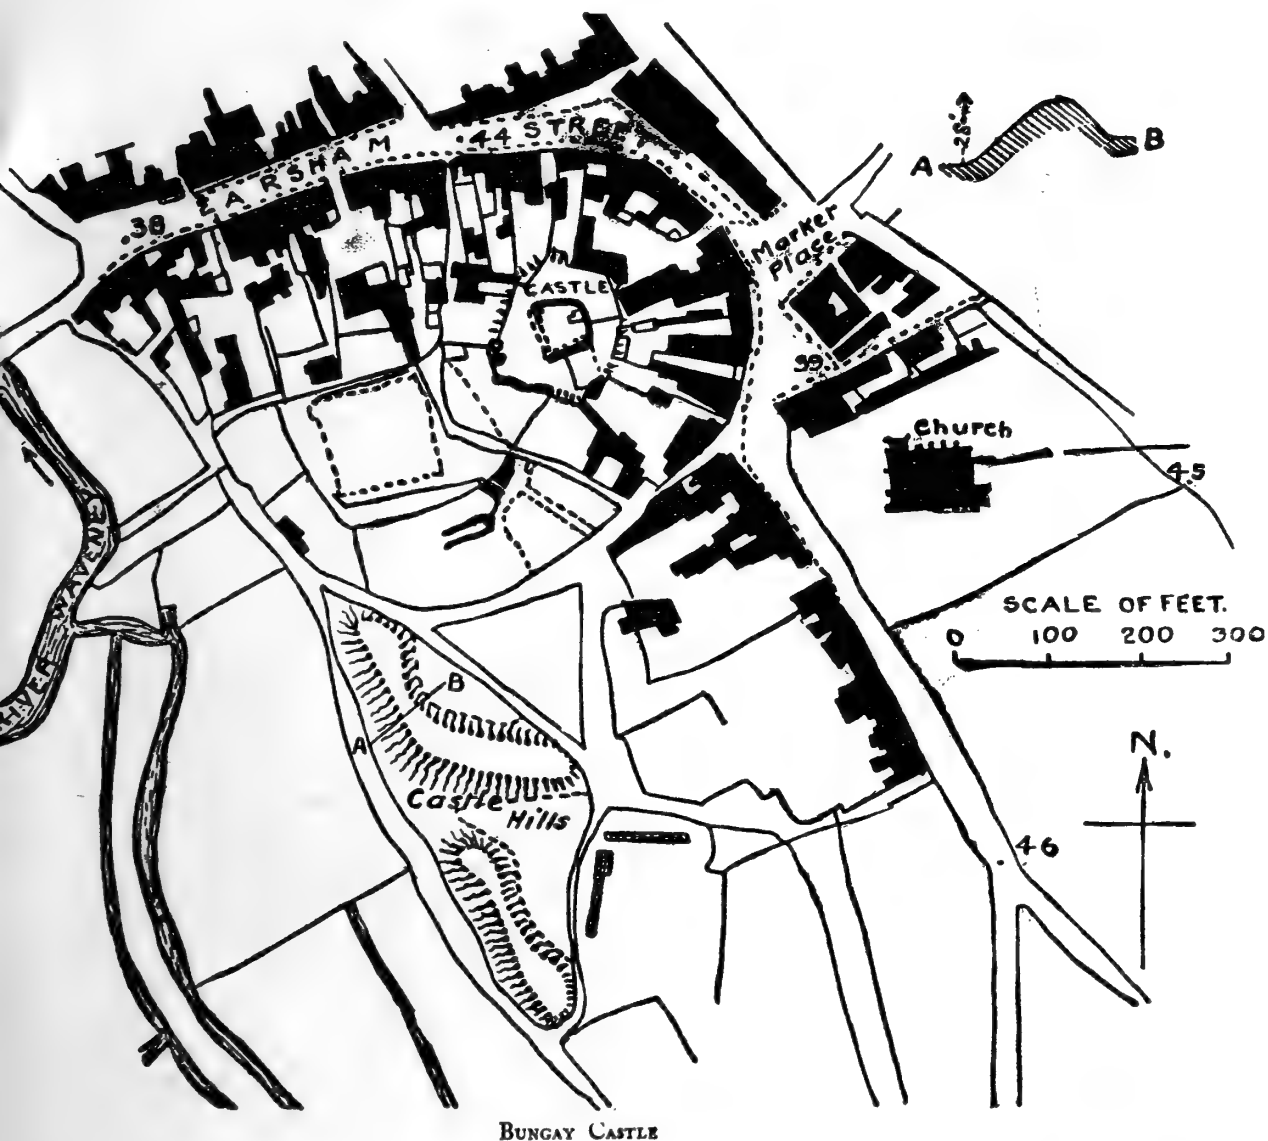 EARSHAM STREET
.44
.38
A
B
Market
Place
CASTLE
39
Church
45
RIVER WAVENEY
SCALE OF FEET.
0 100 200 300
B
A
Castle
Hills
N.
46
BUNGAY CASTLE